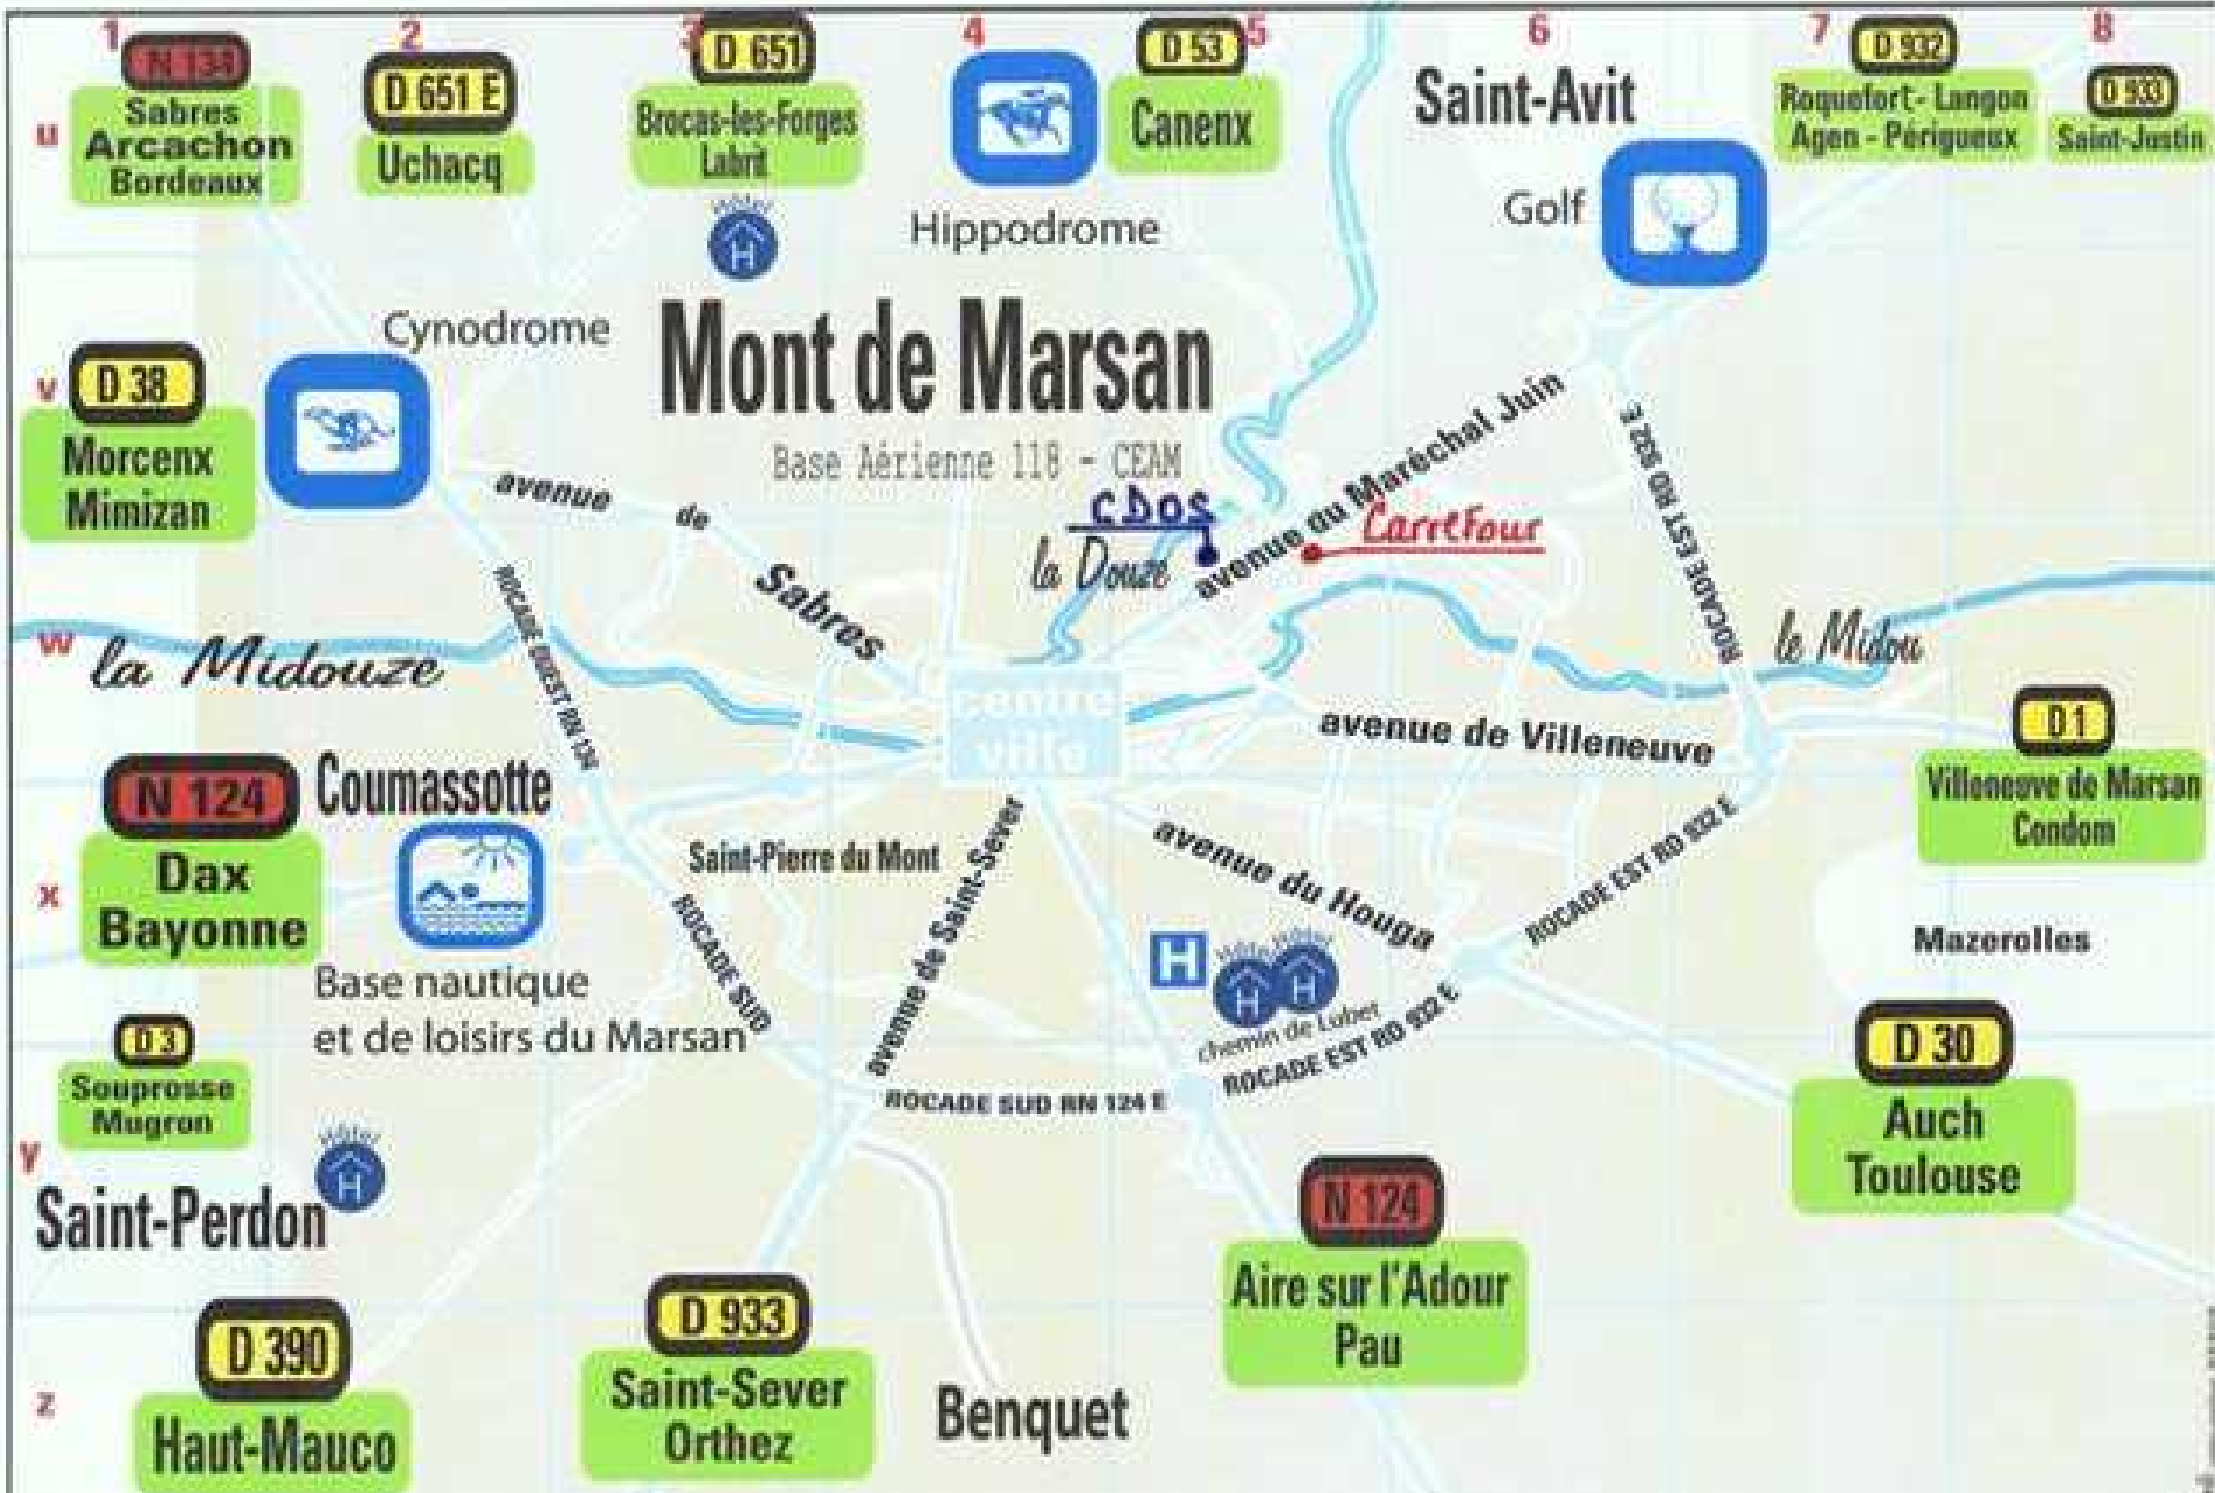 1
2
3
4
5
6
7
8
N 134
Sabres
Arcachon
Bordeaux
D 651 E
Uchacq
D 651
Brocas-les-Forges
Labrit
D 53
Canenx
Saint-Avit
D 932
Roquefort - Langon
Agen - Périgueux
D 933
Saint-Justin
u
Hôtel
H
Hippodrome
Golf
Cynodrome
Mont de Marsan
Base Aérienne 118 - CEAM
v
D 38
Morcenx
Mimizan
avenue de Sabres
CDOS
la Douze
avenue du Maréchal Juin
Carrefour
ROCADE EST RD 932 E
ROCADE OUEST RN 134
w
la Midouze
le Midou
centre
ville
avenue de Villeneuve
D 1
Villeneuve de Marsan
Condom
N 124
Dax
Bayonne
Coumassotte
Saint-Pierre du Mont
avenue de Saint-Sever
avenue du Houga
ROCADE EST RD 932 E
x
Mazerolles
Base nautique
et de loisirs du Marsan
ROCADE SUD
H
Hôtel
H
Hôtel
H
chemin de Lubet
ROCADE EST RD 932 E
D 3
Souprosse
Mugron
ROCADE SUD RN 124 E
D 30
Auch
Toulouse
y
Hôtel
H
Saint-Perdon
N 124
Aire sur l'Adour
Pau
D 390
Haut-Mauco
D 933
Saint-Sever
Orthez
Benquet
z